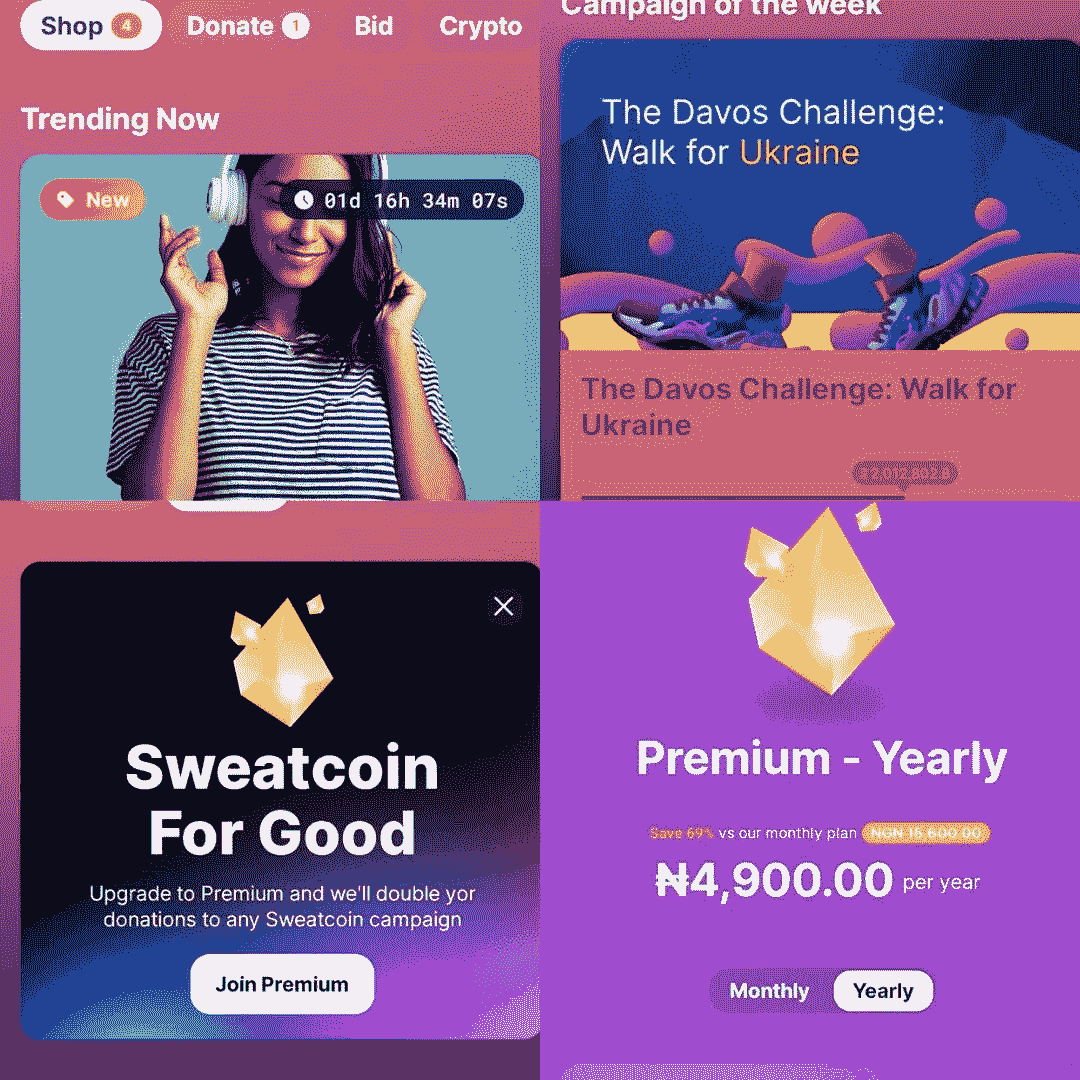 Shop 4 Donate 1 Bid Crypto
Trending Now
New 01d 16h 34m 07s
Campaign of the week
The Davos Challenge:
Walk for Ukraine
The Davos Challenge: Walk for
Ukraine
Sweatcoin
For Good
Upgrade to Premium and we'll double yor
donations to any Sweatcoin campaign
Join Premium
Premium - Yearly
Save 69% vs our monthly plan NGN 15,600.00
₦4,900.00 per year
Monthly Yearly